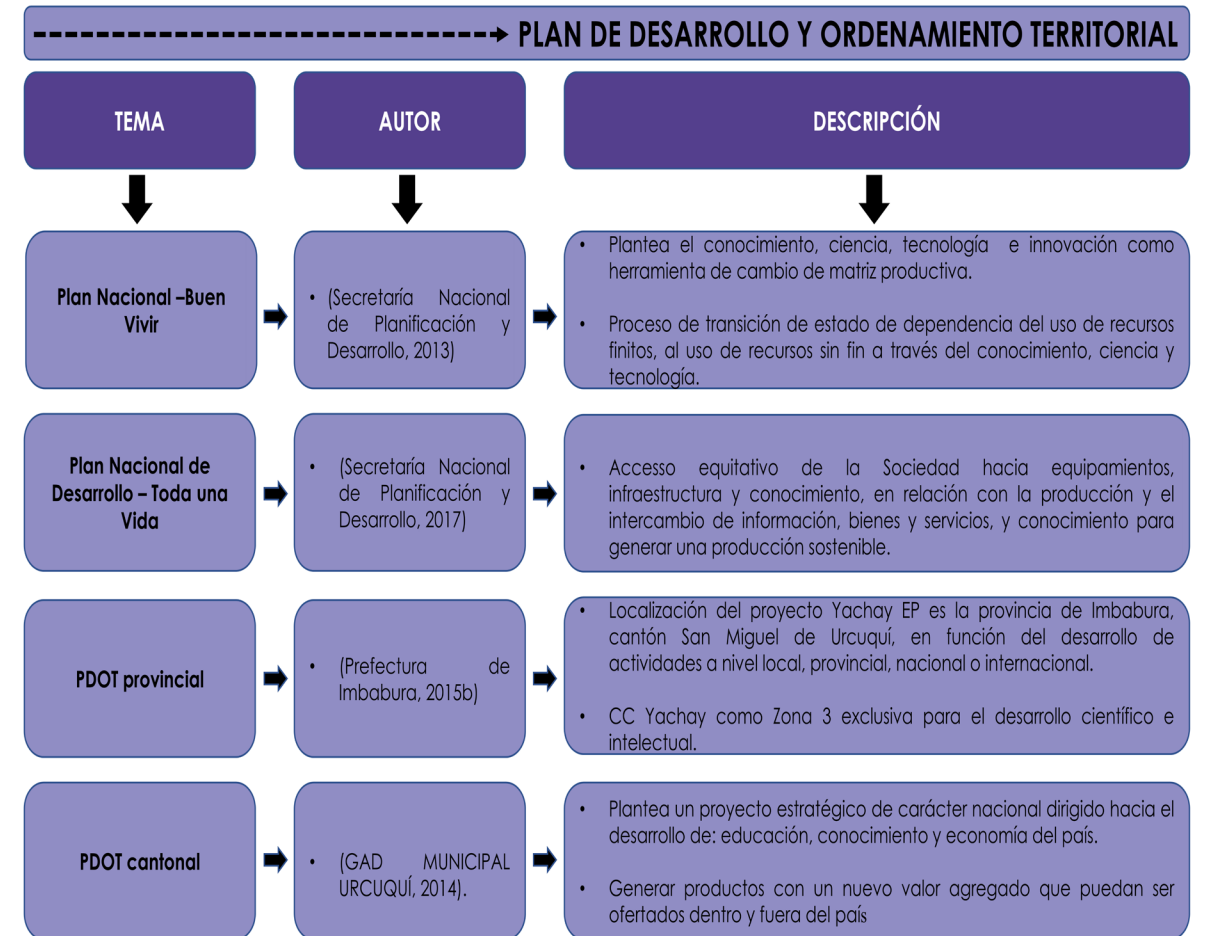 PLAN DE DESARROLLO Y ORDENAMIENTO TERRITORIAL
TEMA
AUTOR
DESCRIPCIÓN
Plan Nacional –Buen
Vivir
• (Secretaría Nacional
de Planificación y
Desarrollo, 2013)
• Plantea el conocimiento, ciencia, tecnología e innovación como
herramienta de cambio de matriz productiva.
• Proceso de transición de estado de dependencia del uso de recursos
finitos, al uso de recursos sin fin a través del conocimiento, ciencia y
tecnología.
Plan Nacional de
Desarrollo – Toda una
Vida
• (Secretaría Nacional
de Planificación y
Desarrollo, 2017)
• Accesso equitativo de la Sociedad hacia equipamientos,
infraestructura y conocimiento, en relación con la producción y el
intercambio de información, bienes y servicios, y conocimiento para
generar una producción sostenible.
PDOT provincial
• (Prefectura de
Imbabura, 2015b)
• Localización del proyecto Yachay EP es la provincia de Imbabura,
cantón San Miguel de Urcuquí, en función del desarrollo de
actividades a nivel local, provincial, nacional o internacional.
• CC Yachay como Zona 3 exclusiva para el desarrollo científico e
intelectual.
PDOT cantonal
• (GAD MUNICIPAL
URCUQUÍ, 2014).
• Plantea un proyecto estratégico de carácter nacional dirigido hacia el
desarrollo de: educación, conocimiento y economía del país.
• Generar productos con un nuevo valor agregado que puedan ser
ofertados dentro y fuera del país